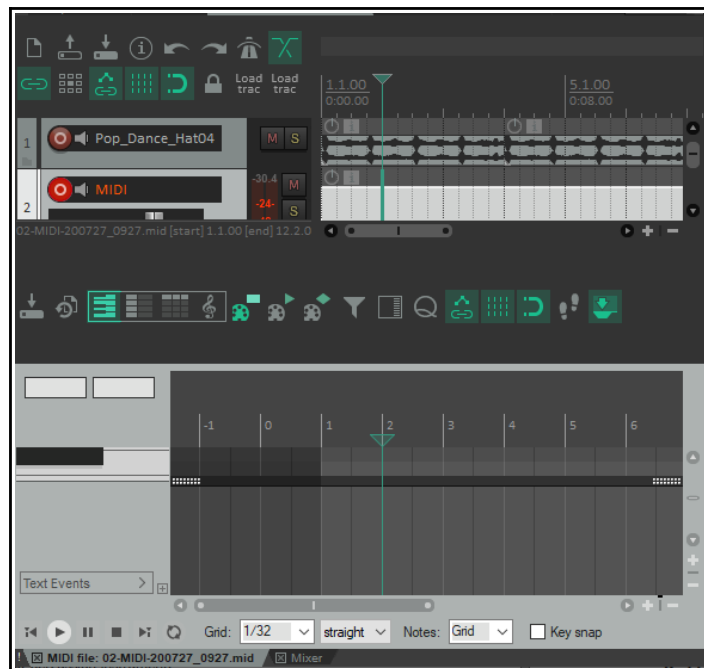 Load Load
trac trac
1.1.00 5.1.00
0:00.00 0:08.00
1 Pop_Dance_Hat04 M S
-30.4
MIDI M
-24-
2 S
02-MIDI-200727_0927.mid [start] 1.1.00 [end] 12.2.0
-1 0 1 2 3 4 5 6
Text Events >
Grid: 1/32 straight Notes: Grid Key snap
! MIDI file: 02-MIDI-200727_0927.mid Mixer